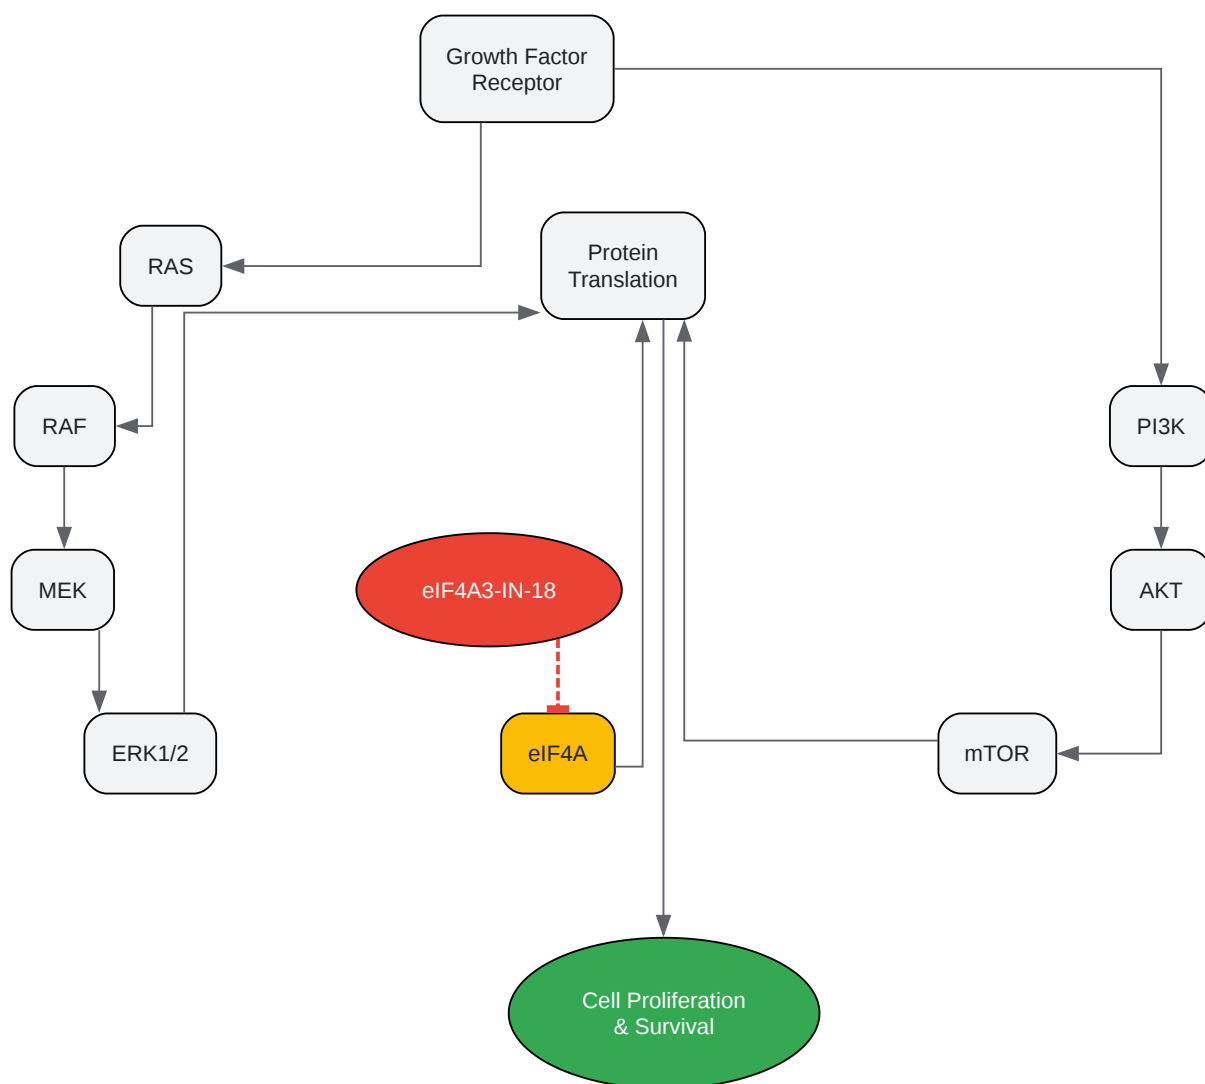 Growth Factor
Receptor
Protein
Translation
RAS
RAF
PI3K
MEK
eIF4A3-IN-18
AKT
ERK1/2
eIF4A
mTOR
Cell Proliferation
& Survival